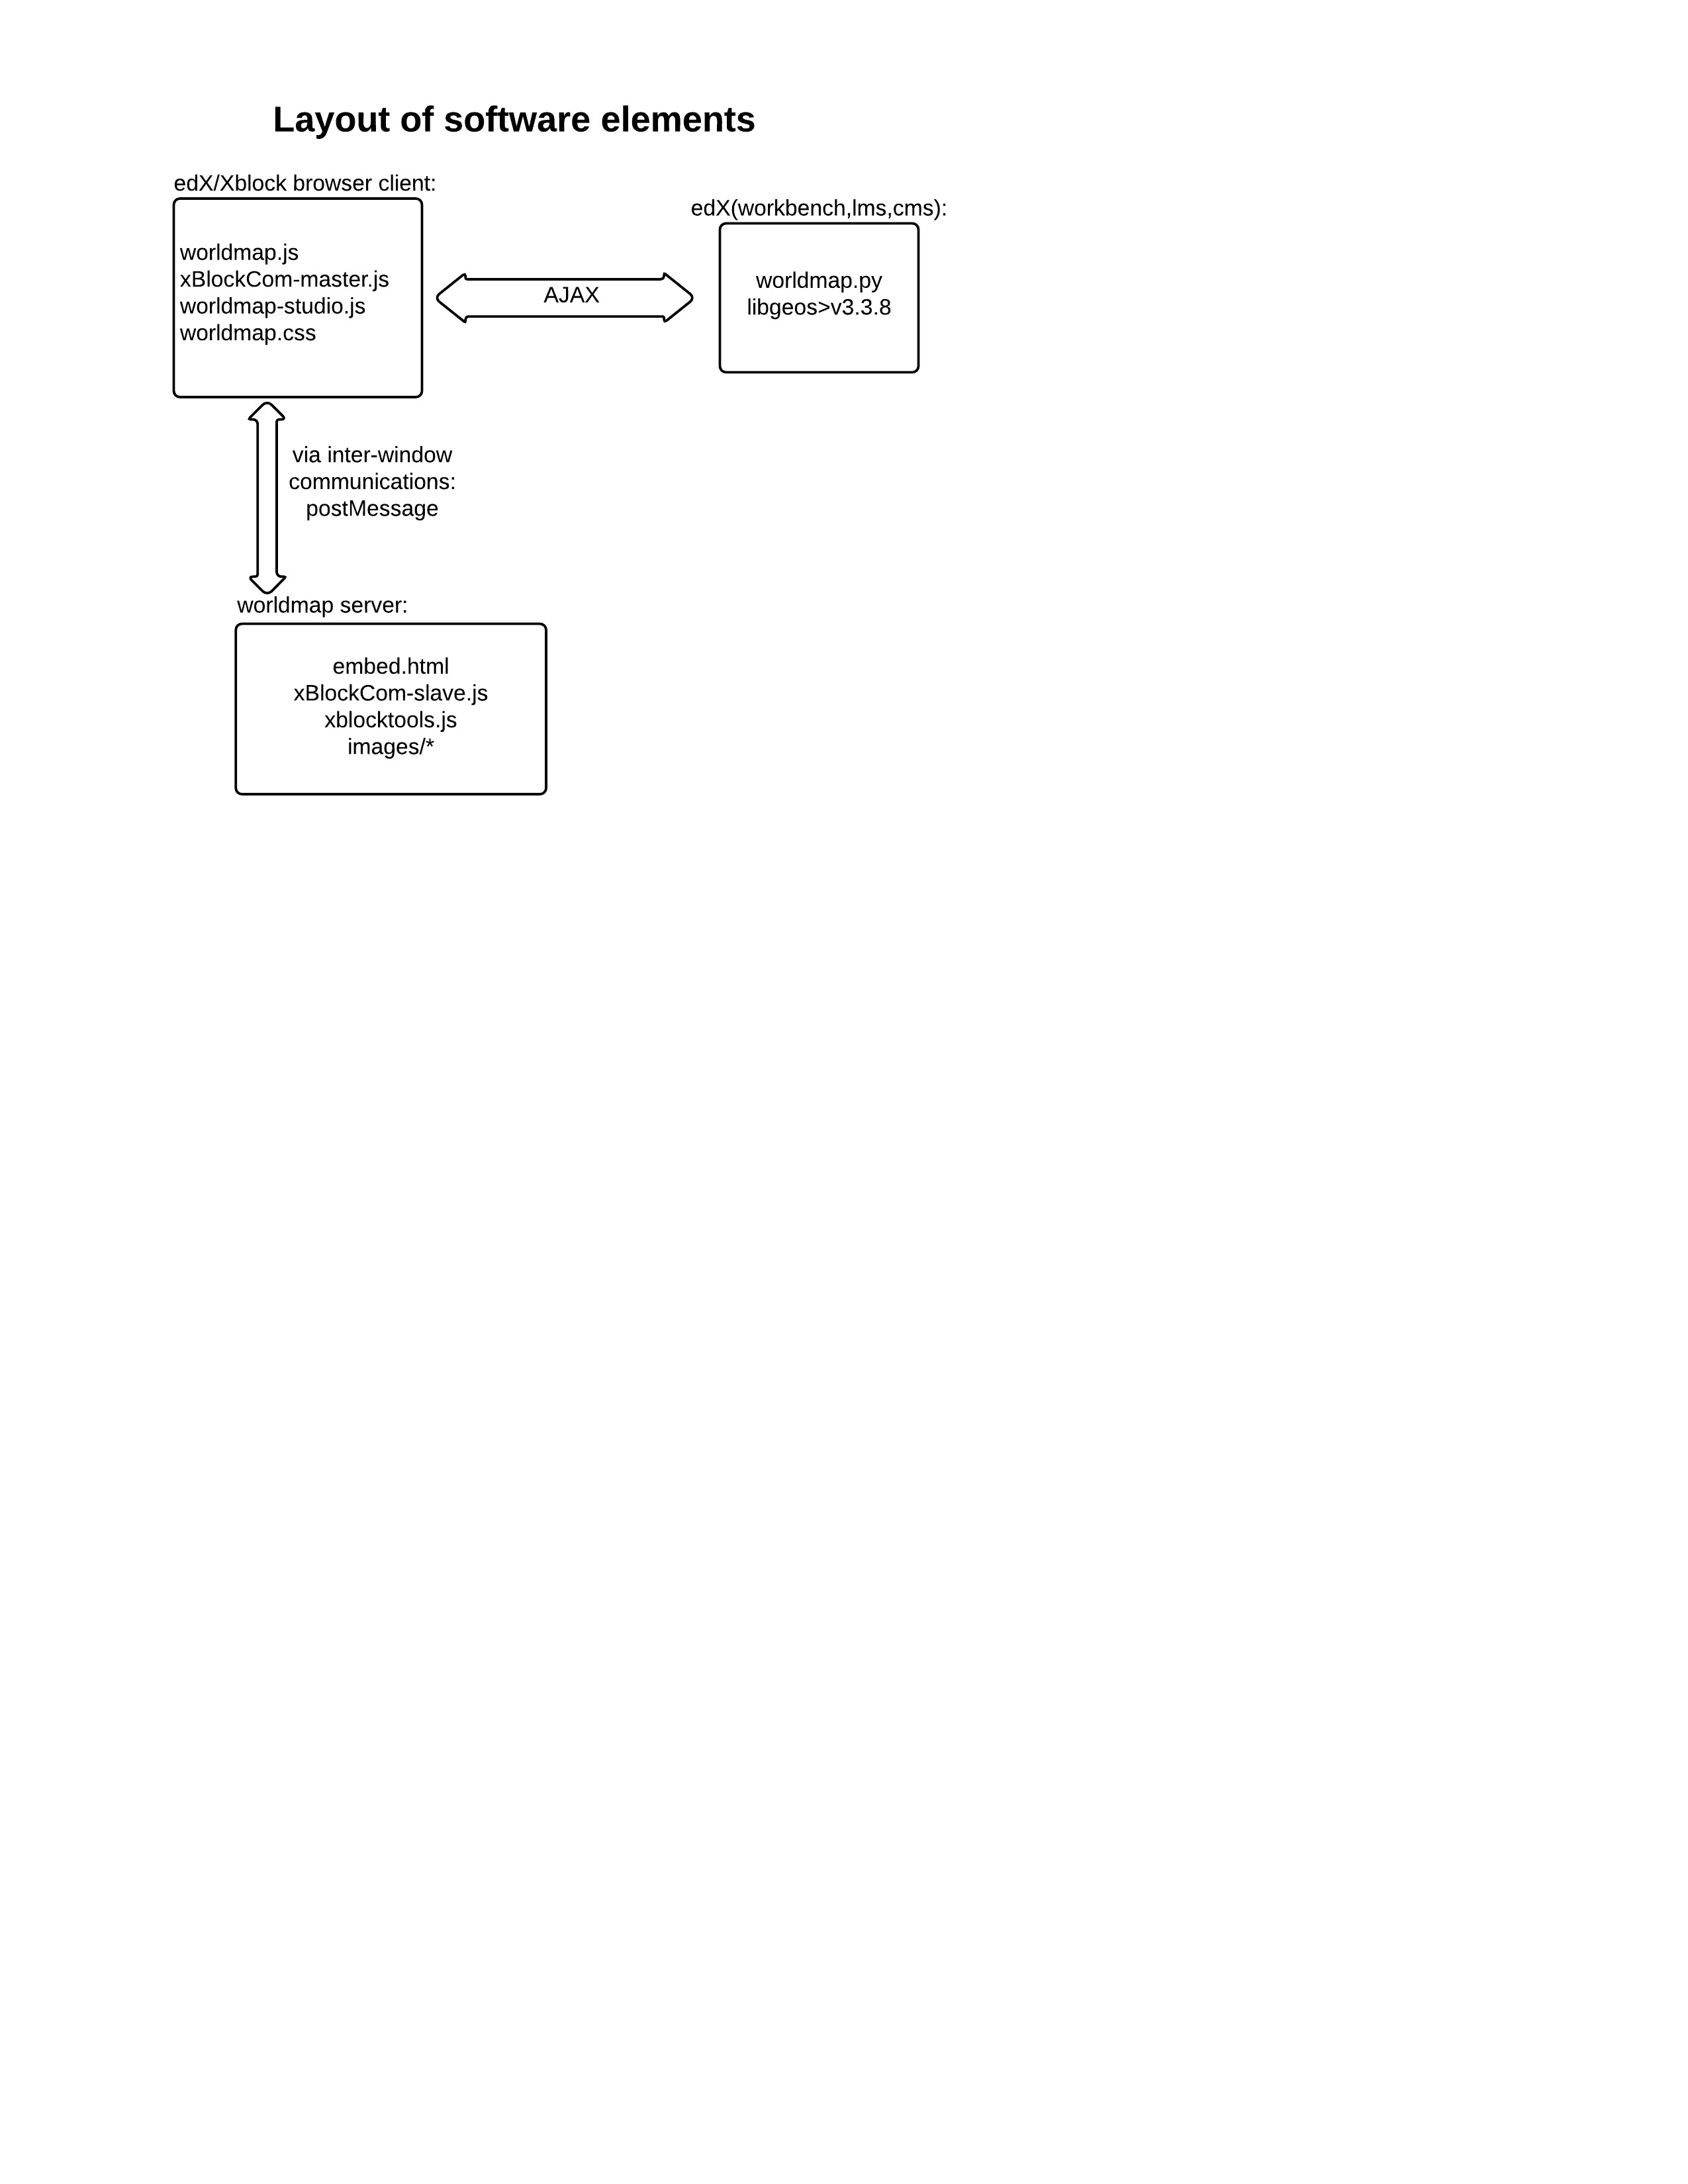 Layout of software elements
edX/Xblock browser client:
worldmap.js
xBlockCom-master.js
worldmap-studio.js
worldmap.css
AJAX
edX(workbench,lms,cms):
worldmap.py
libgeos>v3.3.8
via inter-window
communications:
postMessage
worldmap server:
embed.html
xBlockCom-slave.js
xblocktools.js
images/*